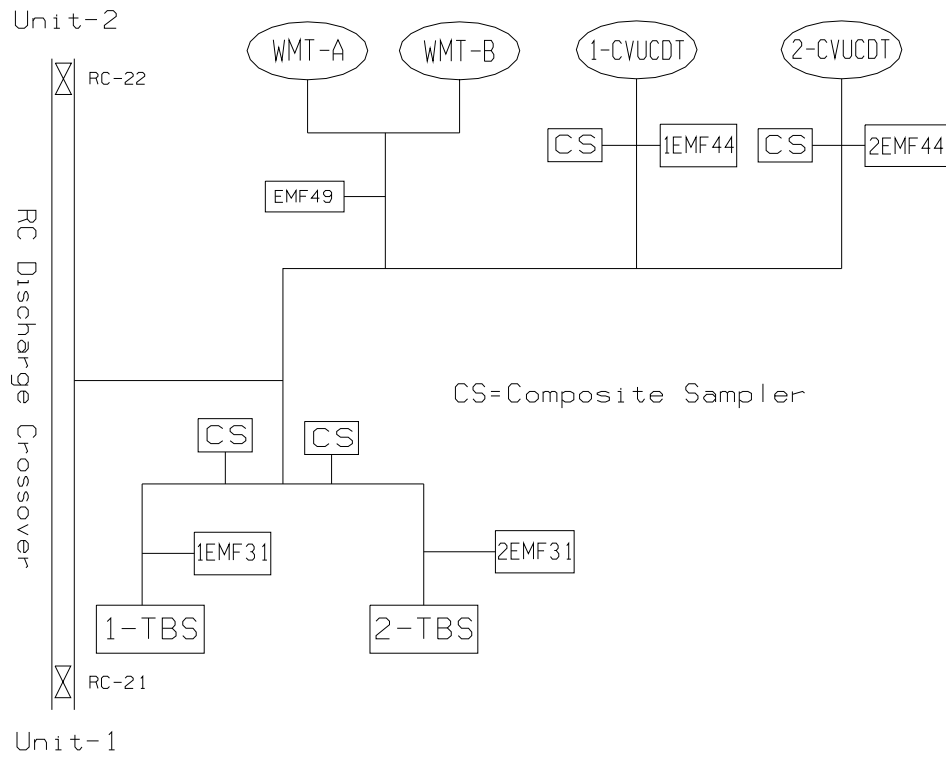 Unit-2
RC-22
WMT-A
WMT-B
1-CVUCDT
2-CVUCDT
CS
1EMF44
CS
2EMF44
EMF49
RC Discharge Crossover
CS=Composite Sampler
CS
CS
1EMF31
2EMF31
1-TBS
2-TBS
RC-21
Unit-1